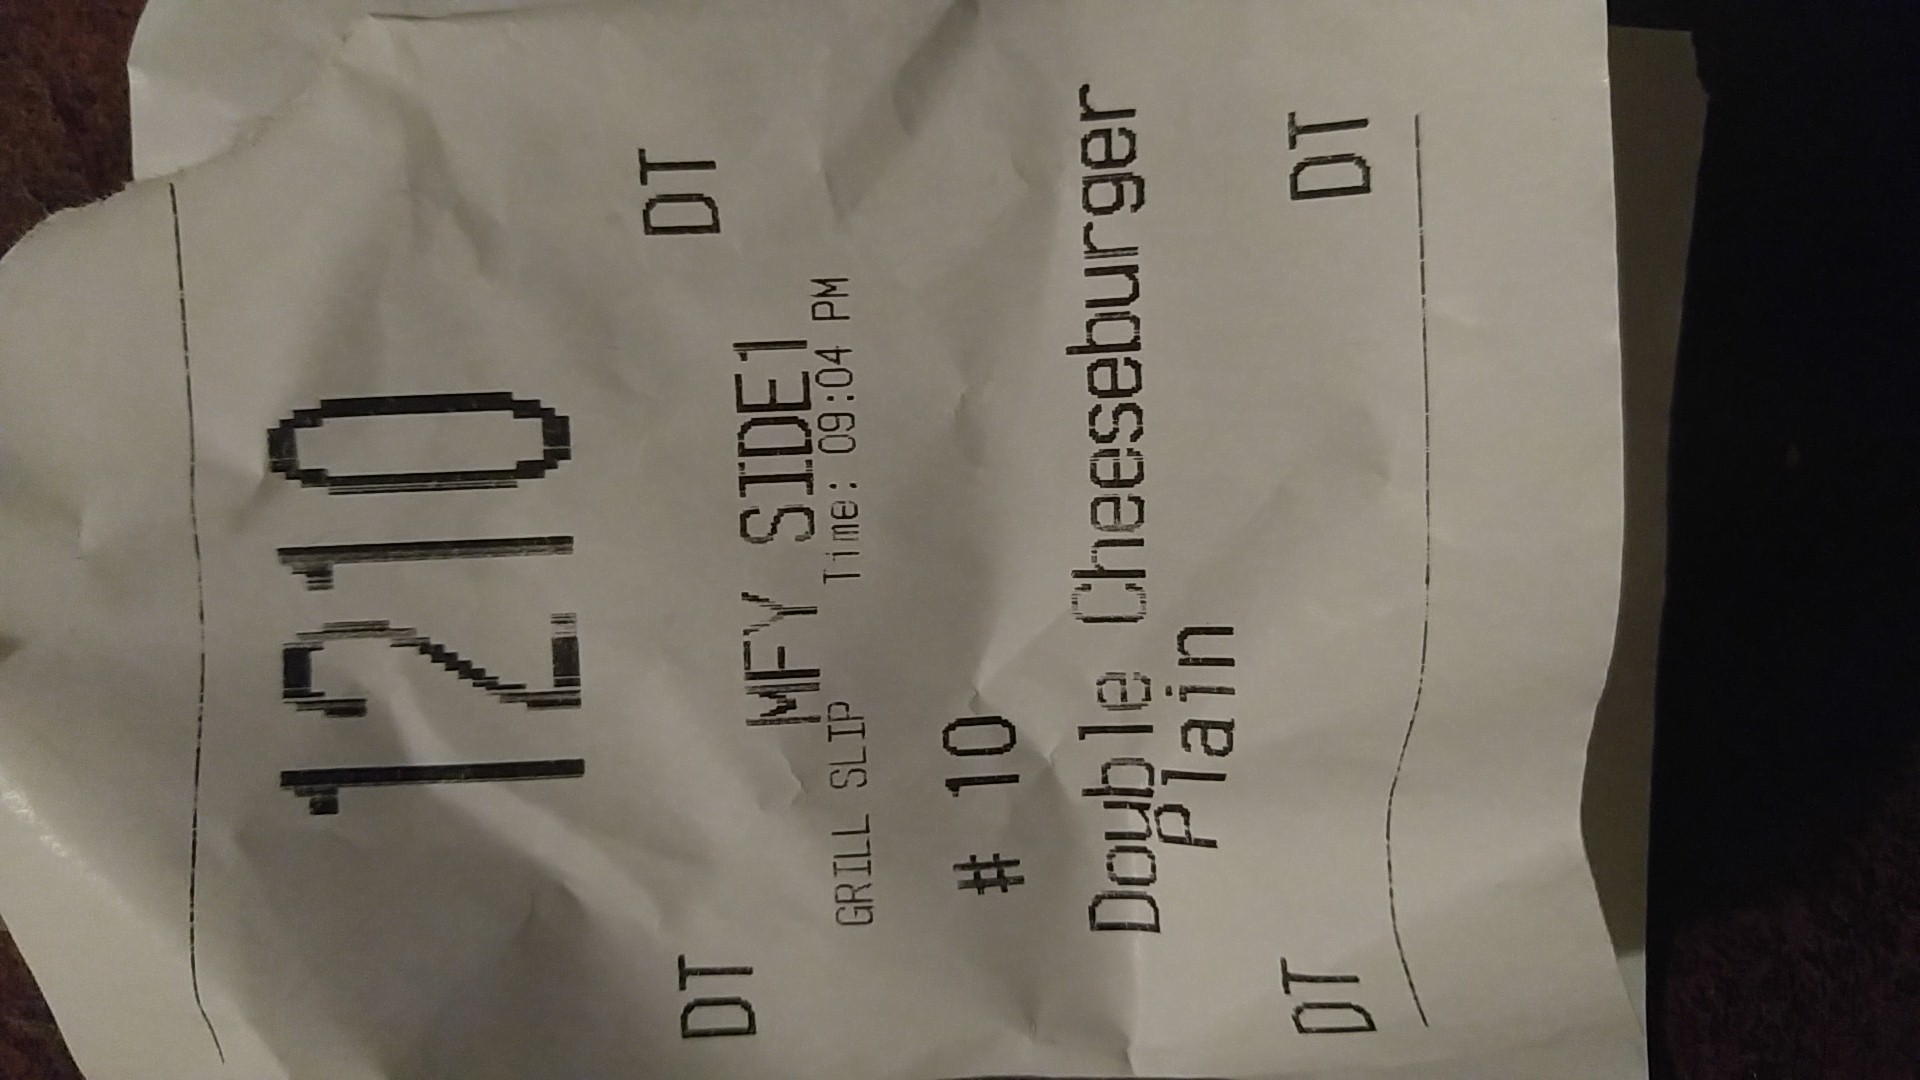 1210
DT DT
MFY SIDE1
GRILL SLIP Time: 09:04 PM
# 10
Double Cheeseburger
Plain
DT DT